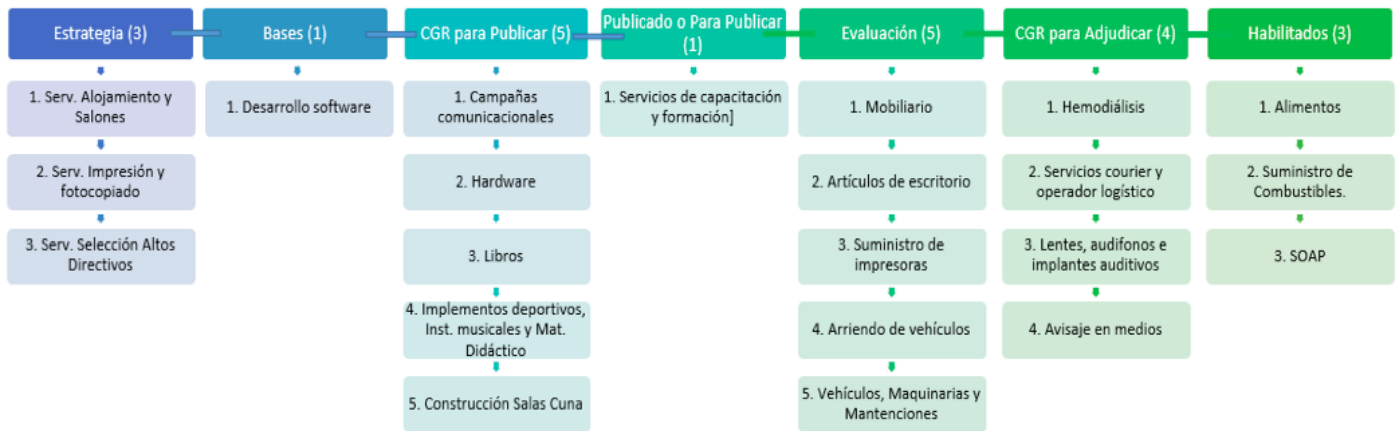 Estrategia (3)
1. Serv. Alojamiento y
Salones
2. Serv. Impresión y
fotocopiado
3. Serv. Selección Altos
Directivos
Bases (1)
1. Desarrollo software
CGR para Publicar (5)
1. Campañas
comunicacionales
2. Hardware
3. Libros
4. Implementos deportivos,
Inst. musicales y Mat.
Didáctico
5. Construcción Salas Cuna
Publicado o Para Publicar
(1)
1. Servicios de capacitación
y formación]
Evaluación (5)
1. Mobiliario
2. Artículos de escritorio
3. Suministro de
impresoras
4. Arriendo de vehículos
5. Vehículos, Maquinarias y
Mantenciones
CGR para Adjudicar (4)
1. Hemodiálisis
2. Servicios courier y
operador logístico
3. Lentes, audifonos e
implantes auditivos
4. Avisaje en medios
Habilitados (3)
1. Alimentos
2. Suministro de
Combustibles.
3. SOAP